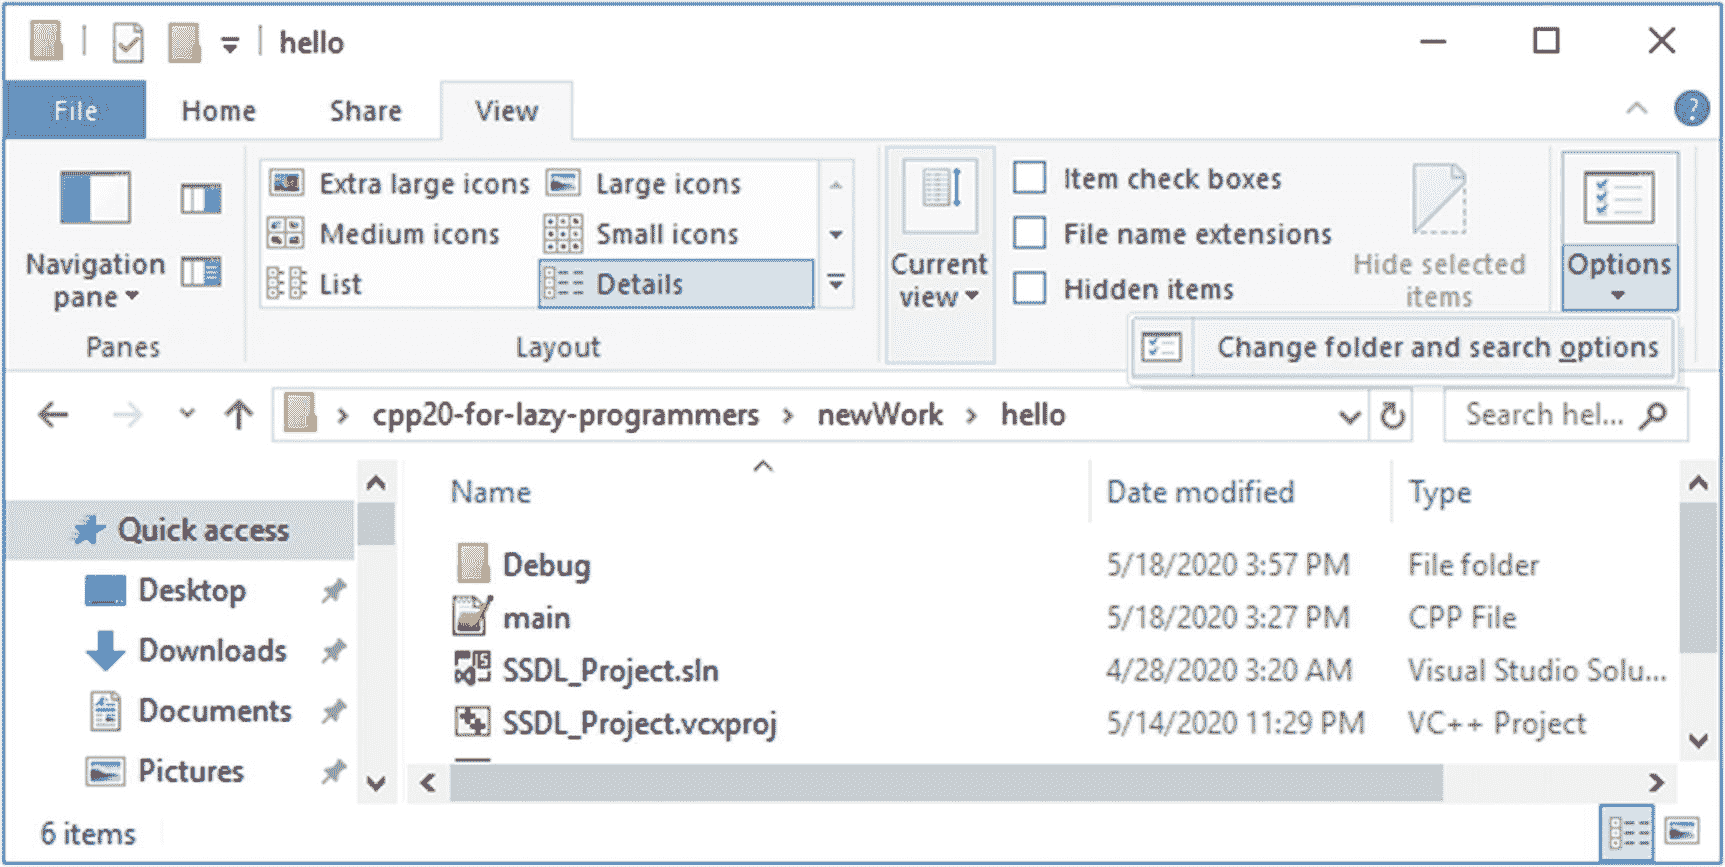 hello
File Home Share View
?
Extra large icons Large icons
Medium icons Small icons
List Details
Navigation pane
Current view
Item check boxes
File name extensions
Hidden items
Hide selected items
Options
Panes Layout
Change folder and search options
cpp20-for-lazy-programmers > newWork > hello
Search hel...
Name Date modified Type
Quick access
Desktop
Downloads
Documents
Pictures
Debug 5/18/2020 3:57 PM File folder
main 5/18/2020 3:27 PM CPP File
SSDL_Project.sln 4/28/2020 3:20 AM Visual Studio Solu...
SSDL_Project.vcxproj 5/14/2020 11:29 PM VC++ Project
6 items